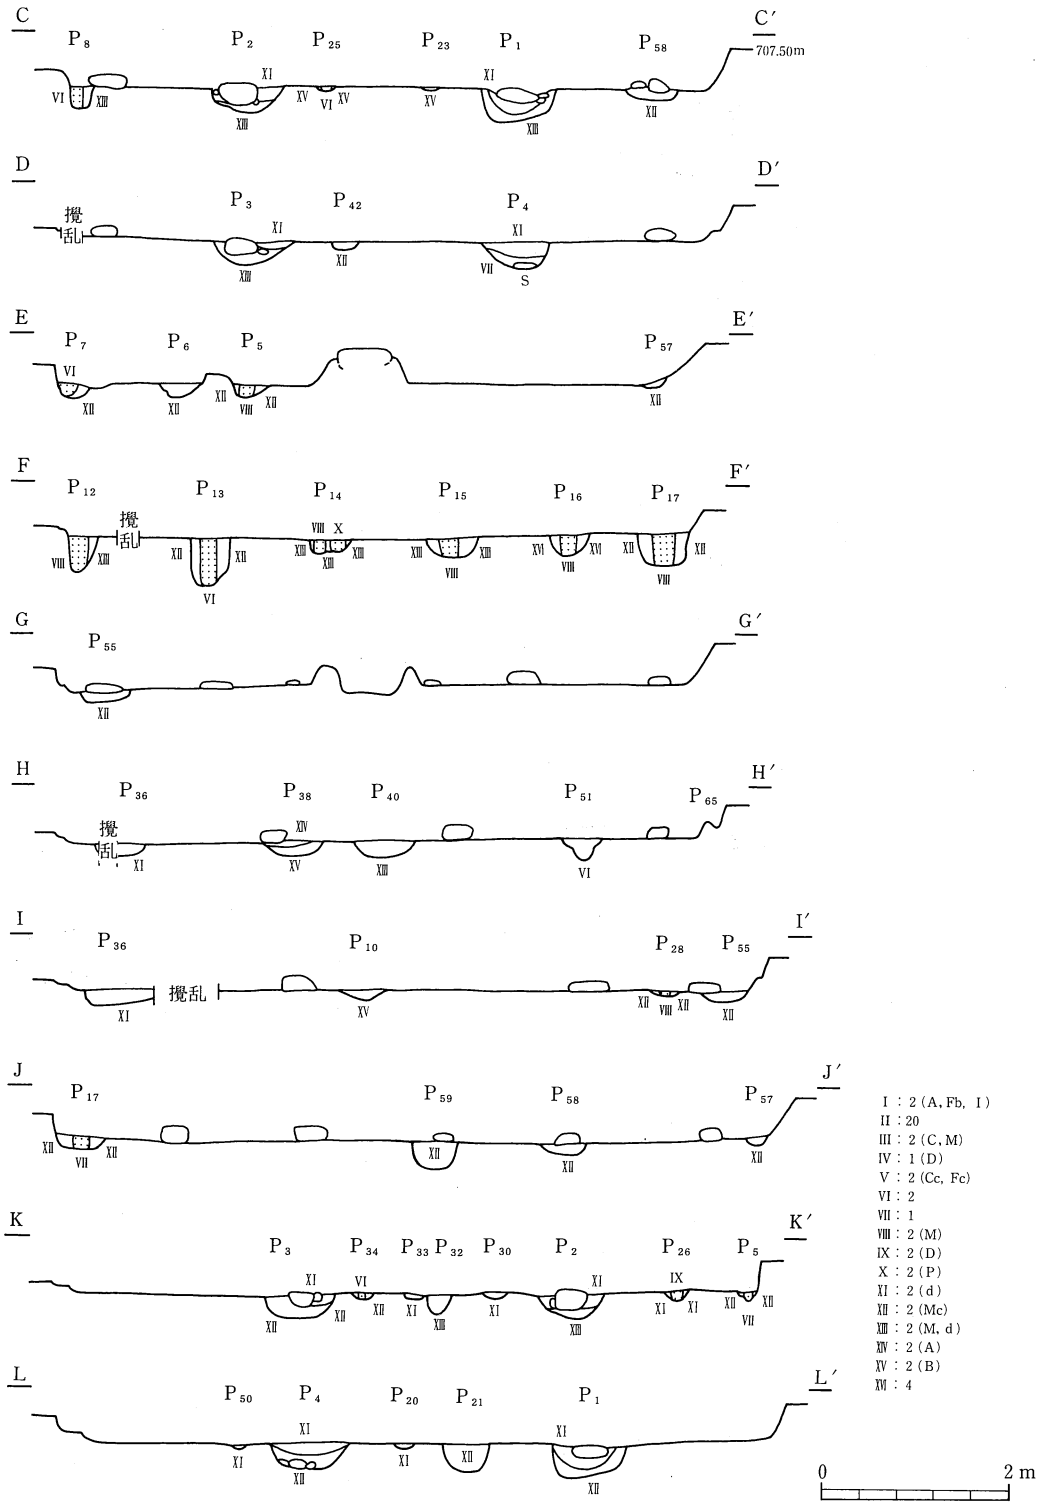 C C′
P8 P2 P25 P23 P1 P58 707.50m
XI XI
VI XIII XV VI XV XV XII
XIII XIII
D D′
P3 P42 P4
攪乱 XI XI
XIII XII VII
S
E E′
P7 P6 P5 P57
VI
XII XII XII VIII XII XII
F F′
P12 P13 P14 P15 P16 P17
攪乱 VIII X
VIII XIII XII XII XIII XIII XIII XIII XIII XVI XVI XII XII
VI VIII VIII VIII
G G′
P55
XII
H H′
P36 P38 P40 P51 P65
攪乱 XIV
XI XV XIII VI
I I′
P36 P10 P28 P55
攪乱
XI XV XII VIII XII XII
J J′
P17 P59 P58 P57
XII VII XII XII XII XII
K K′
P3 P34 P33 P32 P30 P2 P26 P5
XI VI XI IX
XII XII XII XI XIII XI XIII XI XI XII VII XII
L L′
P50 P4 P20 P21 P1
XI XI
XI XII XI XII XII
I : 2 (A, Fb, I)
II : 20
III : 2 (C, M)
IV : 1 (D)
V : 2 (Cc, Fc)
VI : 2
VII : 1
VIII : 2 (M)
IX : 2 (D)
X : 2 (P)
XI : 2 (d)
XII : 2 (Mc)
XIII : 2 (M, d)
XIV : 2 (A)
XV : 2 (B)
XVI : 4
0 2 m